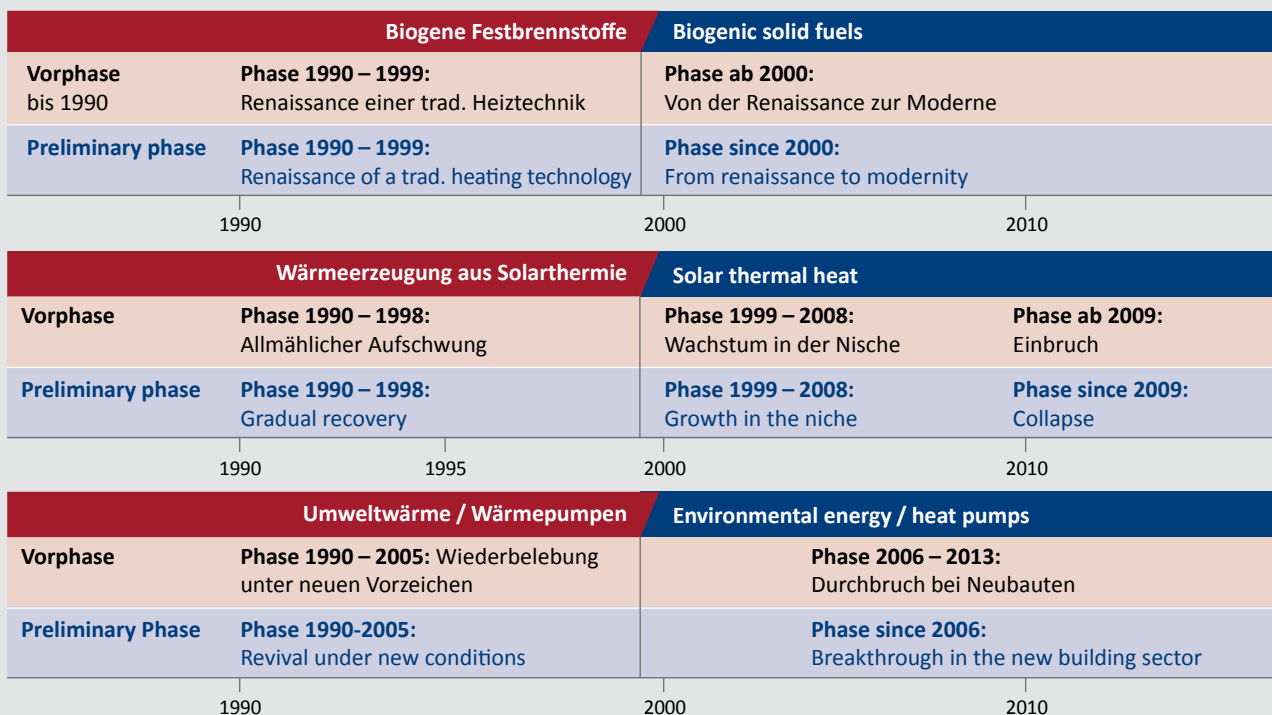 Biogene Festbrennstoffe Biogenic solid fuels
Vorphase Phase 1990 – 1999: Phase ab 2000:
bis 1990 Renaissance einer trad. Heiztechnik Von der Renaissance zur Moderne
Preliminary phase Phase 1990 – 1999: Phase since 2000:
Renaissance of a trad. heating technology From renaissance to modernity
1990 2000 2010
Wärmeerzeugung aus Solarthermie Solar thermal heat
Vorphase Phase 1990 – 1998: Phase 1999 – 2008: Phase ab 2009:
Allmählicher Aufschwung Wachstum in der Nische Einbruch
Preliminary phase Phase 1990 – 1998: Phase 1999 – 2008: Phase since 2009:
Gradual recovery Growth in the niche Collapse
1990 1995 2000 2010
Umweltwärme / Wärmepumpen Environmental energy / heat pumps
Vorphase Phase 1990 – 2005: Wiederbelebung Phase 2006 – 2013:
unter neuen Vorzeichen Durchbruch bei Neubauten
Preliminary Phase Phase 1990-2005: Phase since 2006:
Revival under new conditions Breakthrough in the new building sector
1990 2000 2010